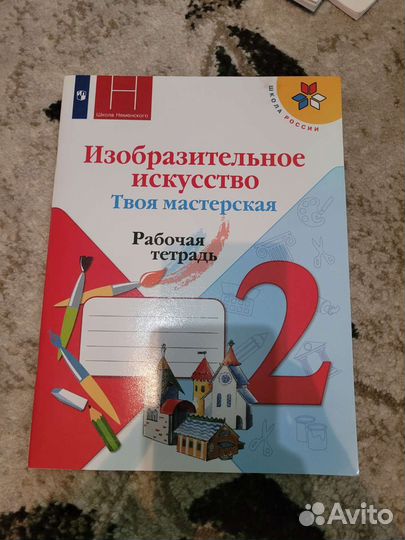 Н
Школа Неменского
ШКОЛА РОССИИ
Изобразительное
искусство
Твоя мастерская
Рабочая
тетрадь
2
Avito